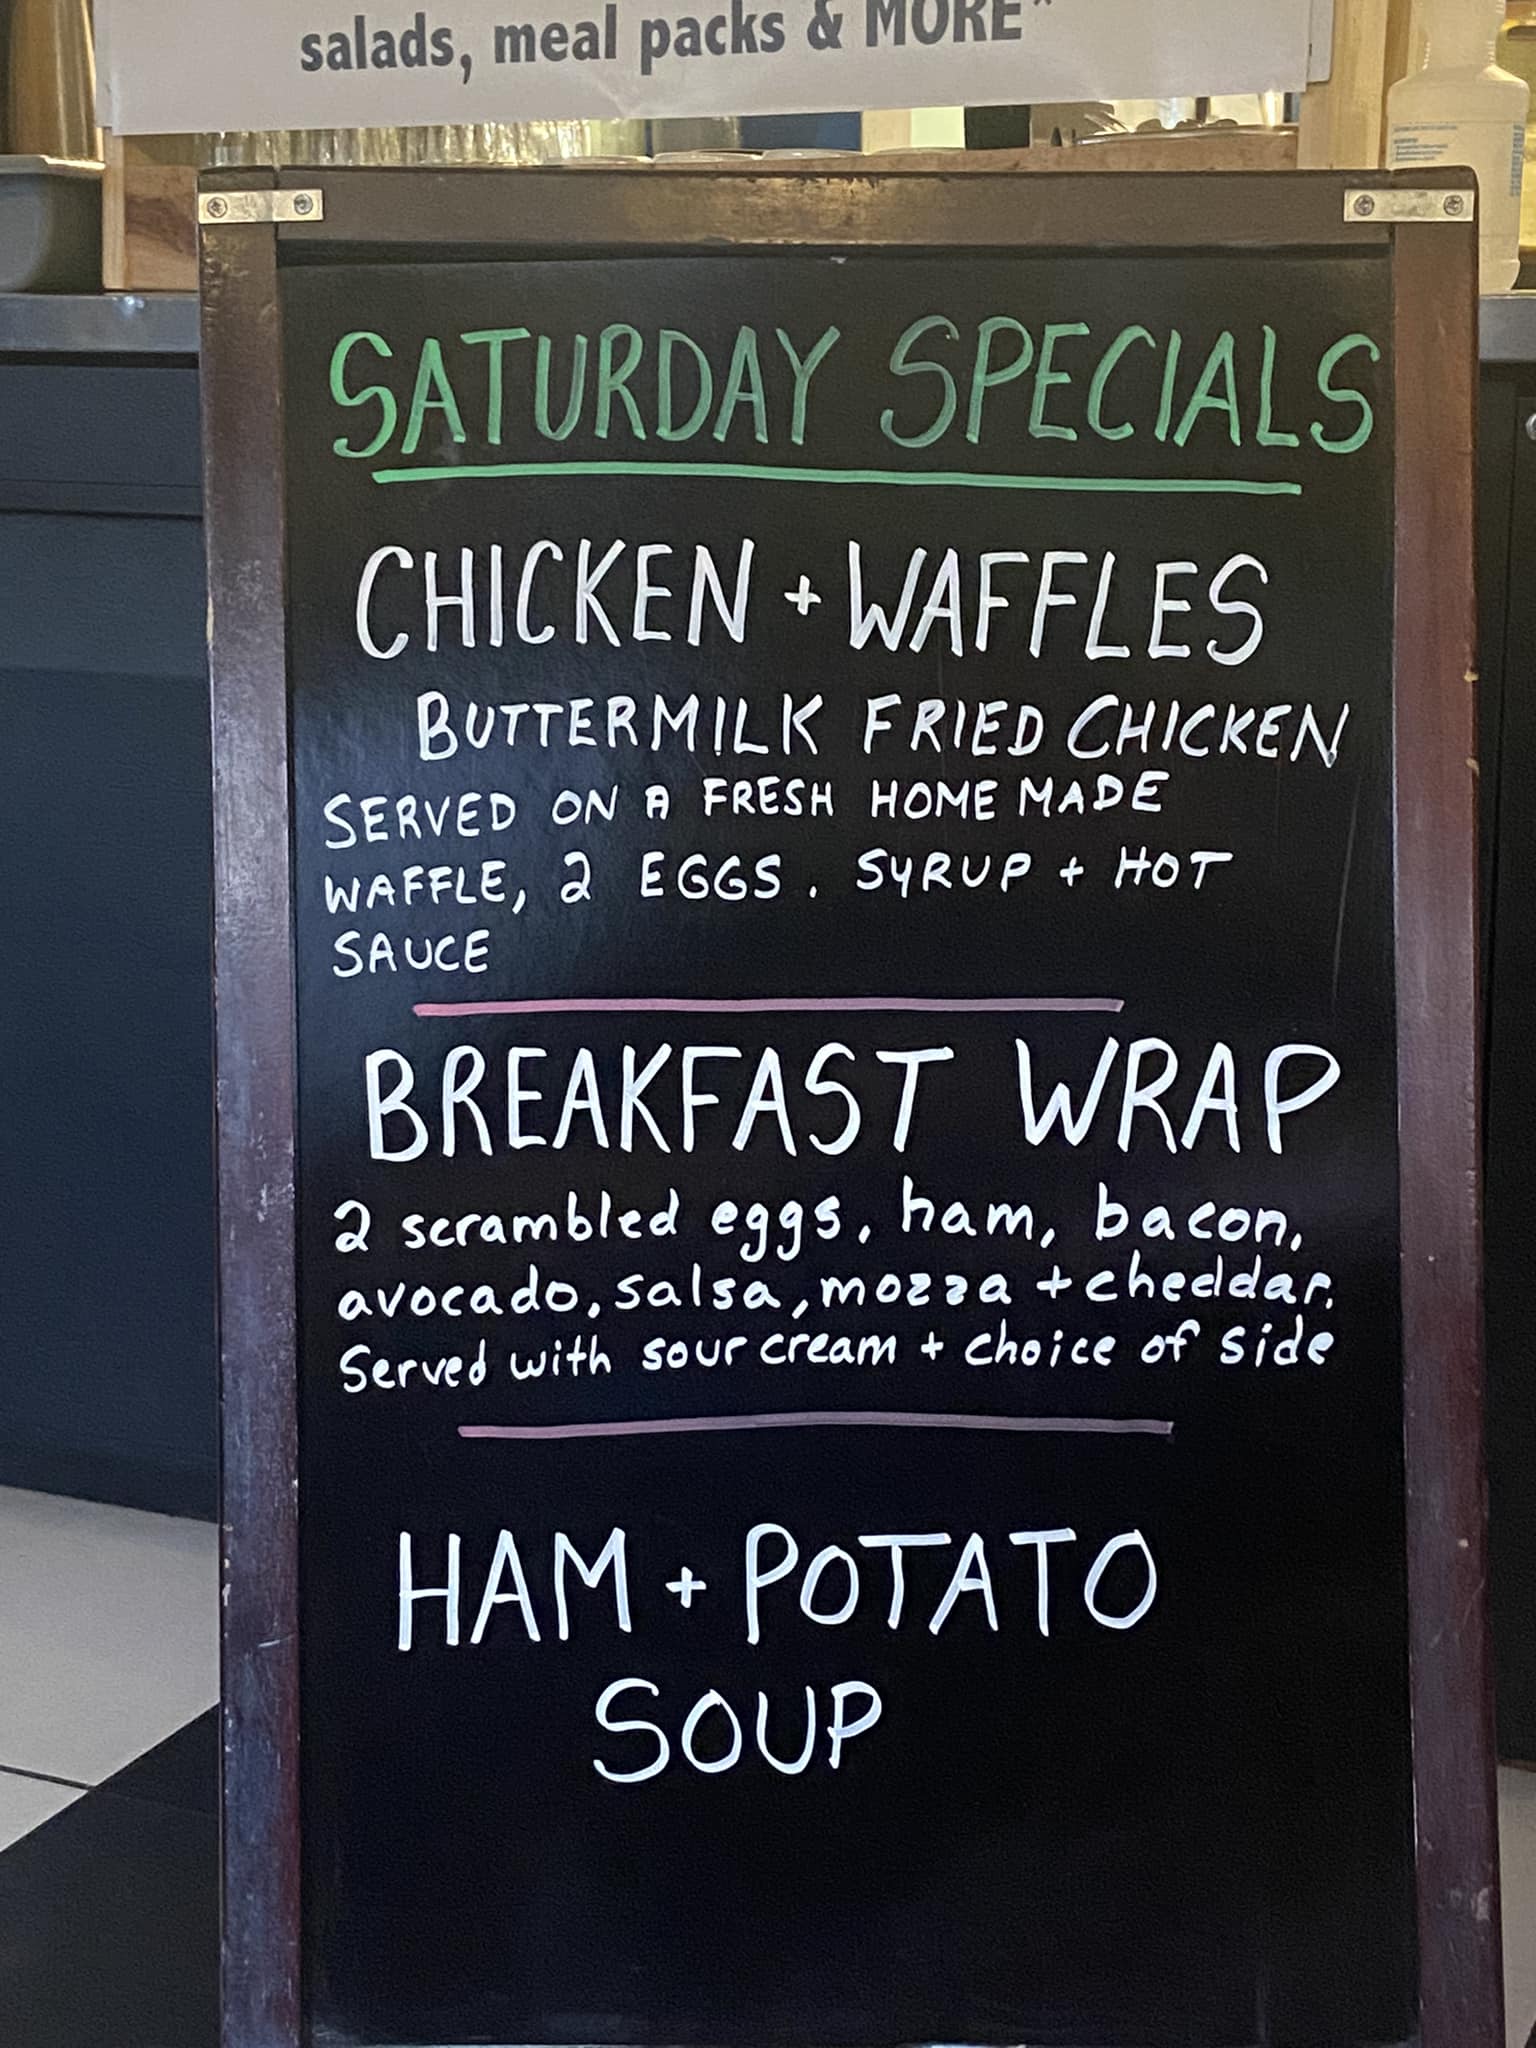 salads, meal packs & MORE*
SATURDAY SPECIALS
CHICKEN + WAFFLES
BUTTERMILK FRIED CHICKEN
SERVED ON A FRESH HOME MADE
WAFFLE, 2 EGGS. SYRUP + HOT
SAUCE
BREAKFAST WRAP
2 scrambled eggs, ham, bacon,
avocado, salsa, mozza + cheddar.
Served with sour cream + choice of side
HAM + POTATO
SOUP